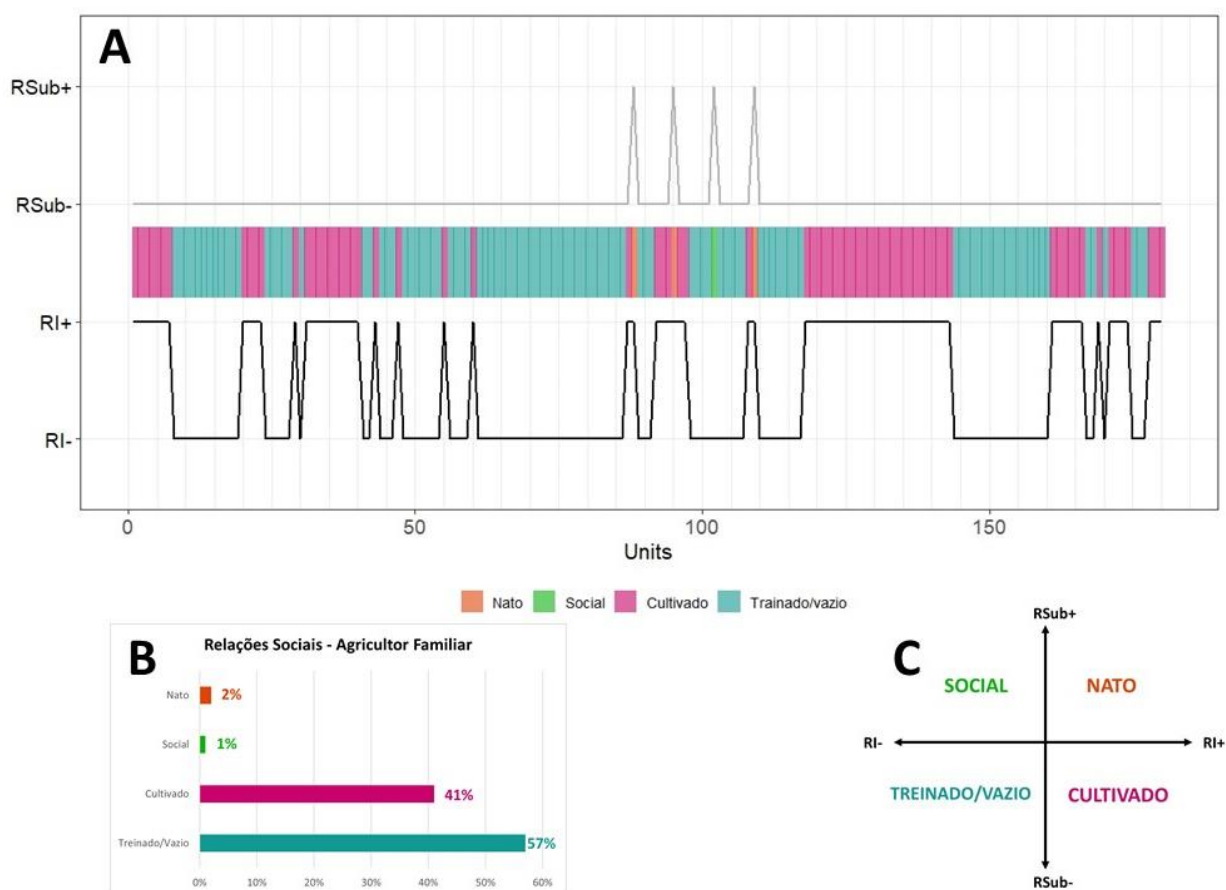 A
RSub+
RSub-
RI+
RI-
0 50 100 150
Units
Nato Social Cultivado Trainado/vazio
B
Relações Sociais - Agricultor Familiar
Nato 2%
Social 1%
Cultivado 41%
Treinado/Vazio 57%
0% 10% 20% 30% 40% 50% 60%
C
RSub+
SOCIAL NATO
RI- RI+
TREINADO/VAZIO CULTIVADO
RSub-